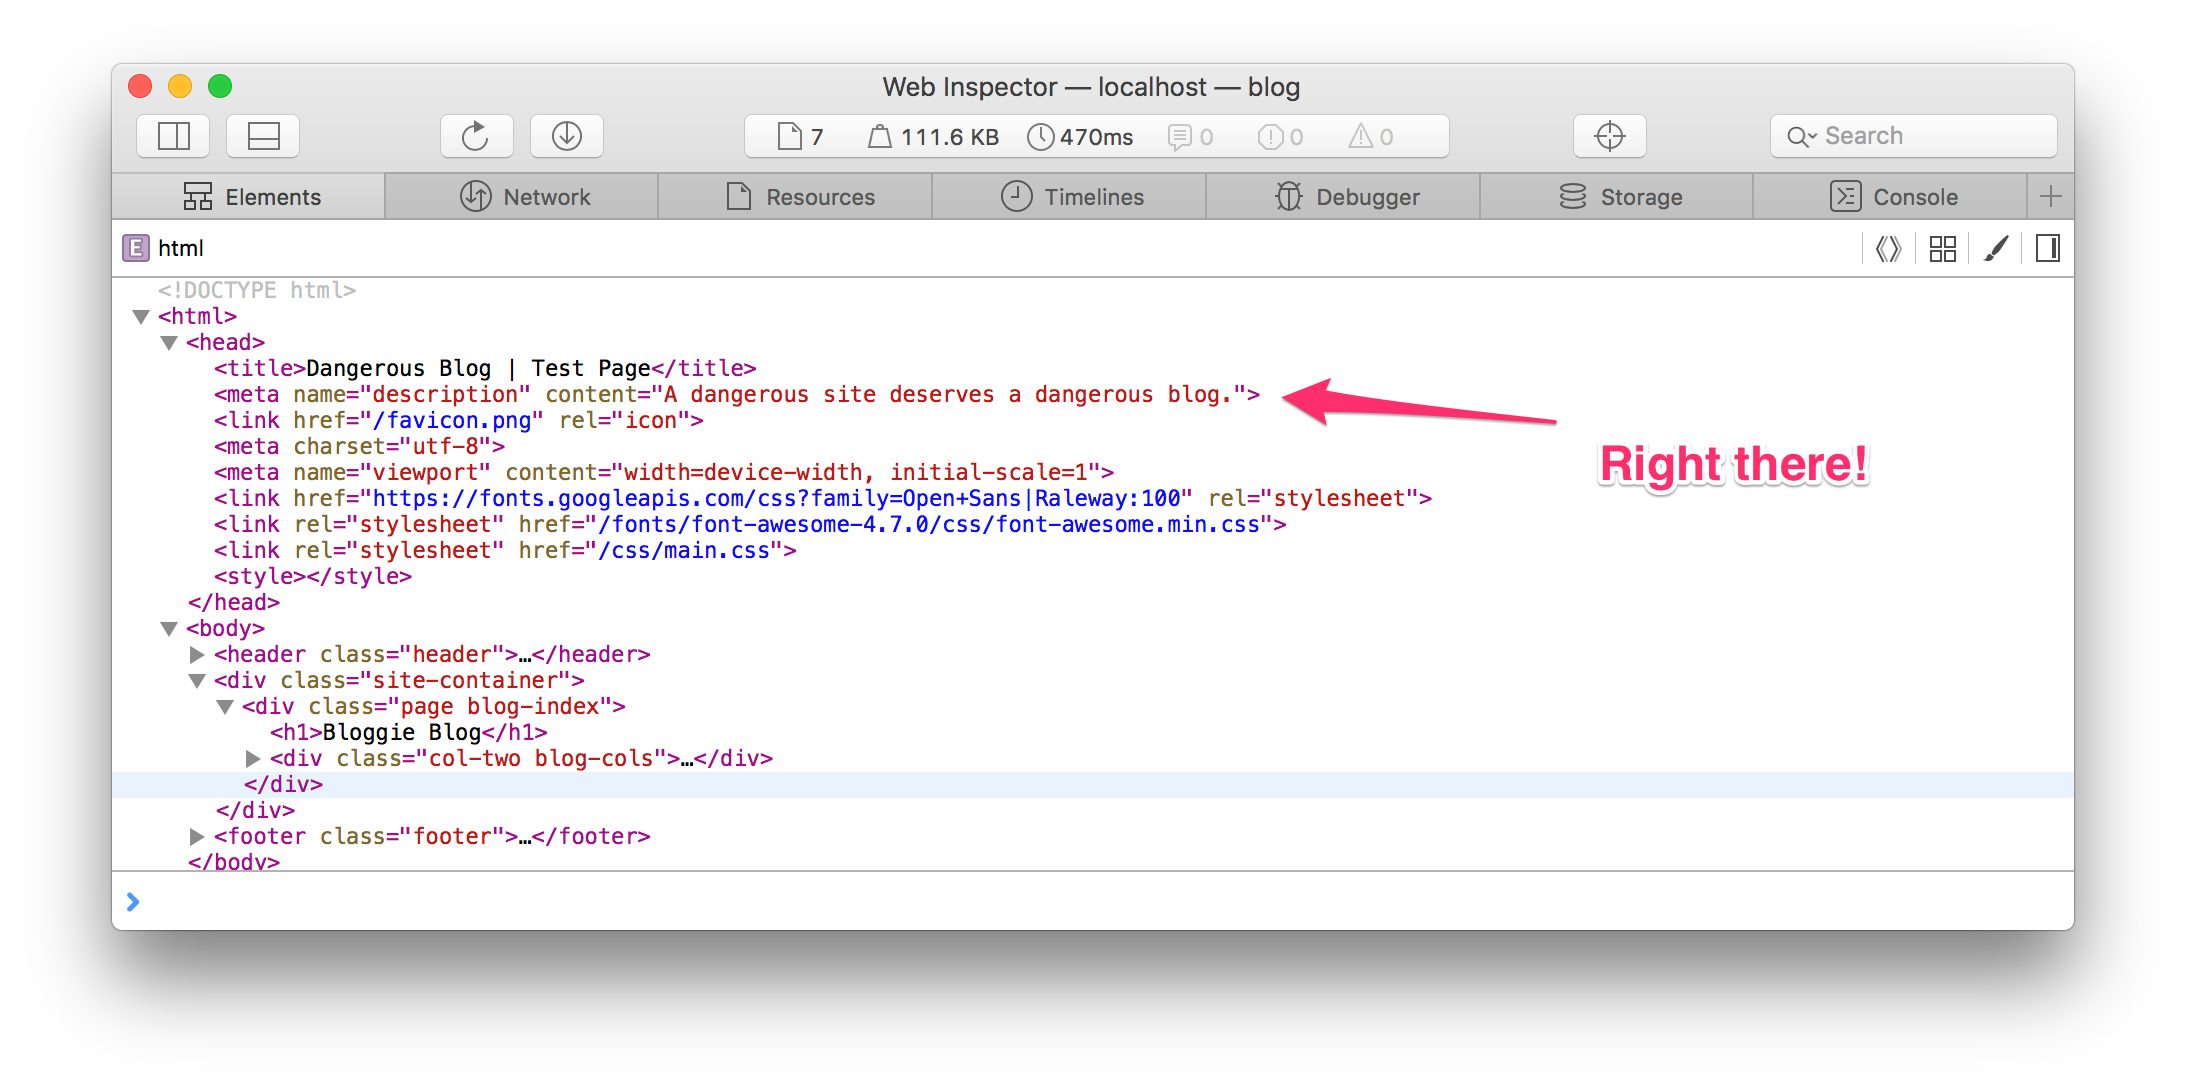 Web Inspector — localhost — blog
7 111.6 KB 470ms 0 0 0 Search
Elements Network Resources Timelines Debugger Storage Console
E html
<!DOCTYPE html>
<html>
<head>
<title>Dangerous Blog | Test Page</title>
<meta name="description" content="A dangerous site deserves a dangerous blog.">
<link href="/favicon.png" rel="icon">
<meta charset="utf-8">
Right there!
<meta name="viewport" content="width=device-width, initial-scale=1">
<link href="https://fonts.googleapis.com/css?family=Open+Sans|Raleway:100" rel="stylesheet">
<link rel="stylesheet" href="/fonts/font-awesome-4.7.0/css/font-awesome.min.css">
<link rel="stylesheet" href="/css/main.css">
<style></style>
</head>
<body>
<header class="header">…</header>
<div class="site-container">
<div class="page blog-index">
<h1>Bloggie Blog</h1>
<div class="col-two blog-cols">…</div>
</div>
</div>
<footer class="footer">…</footer>
</body>